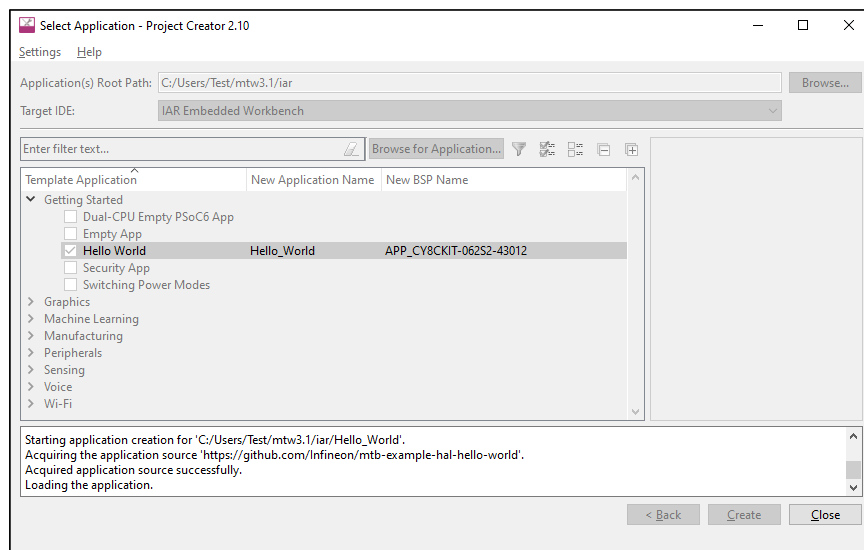 Select Application - Project Creator 2.10
Settings Help
Application(s) Root Path: C:/Users/Test/mtw3.1/iar Browse...
Target IDE: IAR Embedded Workbench
Enter filter text... Browse for Application...
Template Application New Application Name New BSP Name
Getting Started
Dual-CPU Empty PSoC6 App
Empty App
Hello World Hello_World APP_CY8CKIT-062S2-43012
Security App
Switching Power Modes
Graphics
Machine Learning
Manufacturing
Peripherals
Sensing
Voice
Wi-Fi
Starting application creation for 'C:/Users/Test/mtw3.1/iar/Hello_World'.
Acquiring the application source 'https://github.com/Infineon/mtb-example-hal-hello-world'.
Acquired application source successfully.
Loading the application.
< Back Create Close